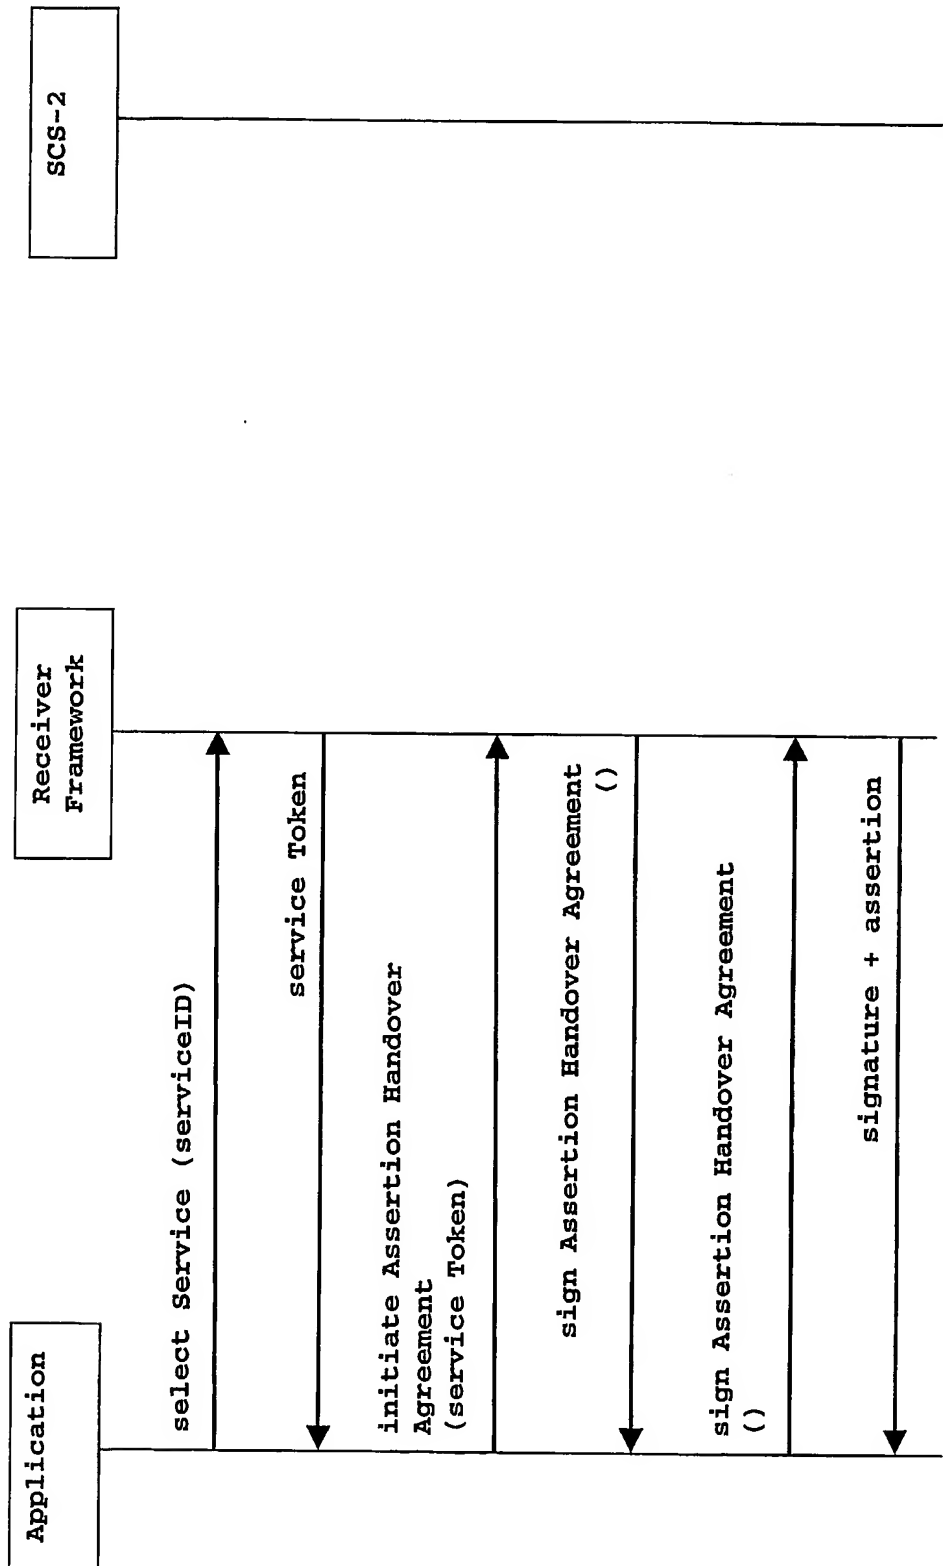 Application
Receiver
Framework
SCS-2
select Service (serviceID)
service Token
initiate Assertion Handover
Agreement
(service Token)
sign Assertion Handover Agreement
()
sign Assertion Handover Agreement
()
signature + assertion